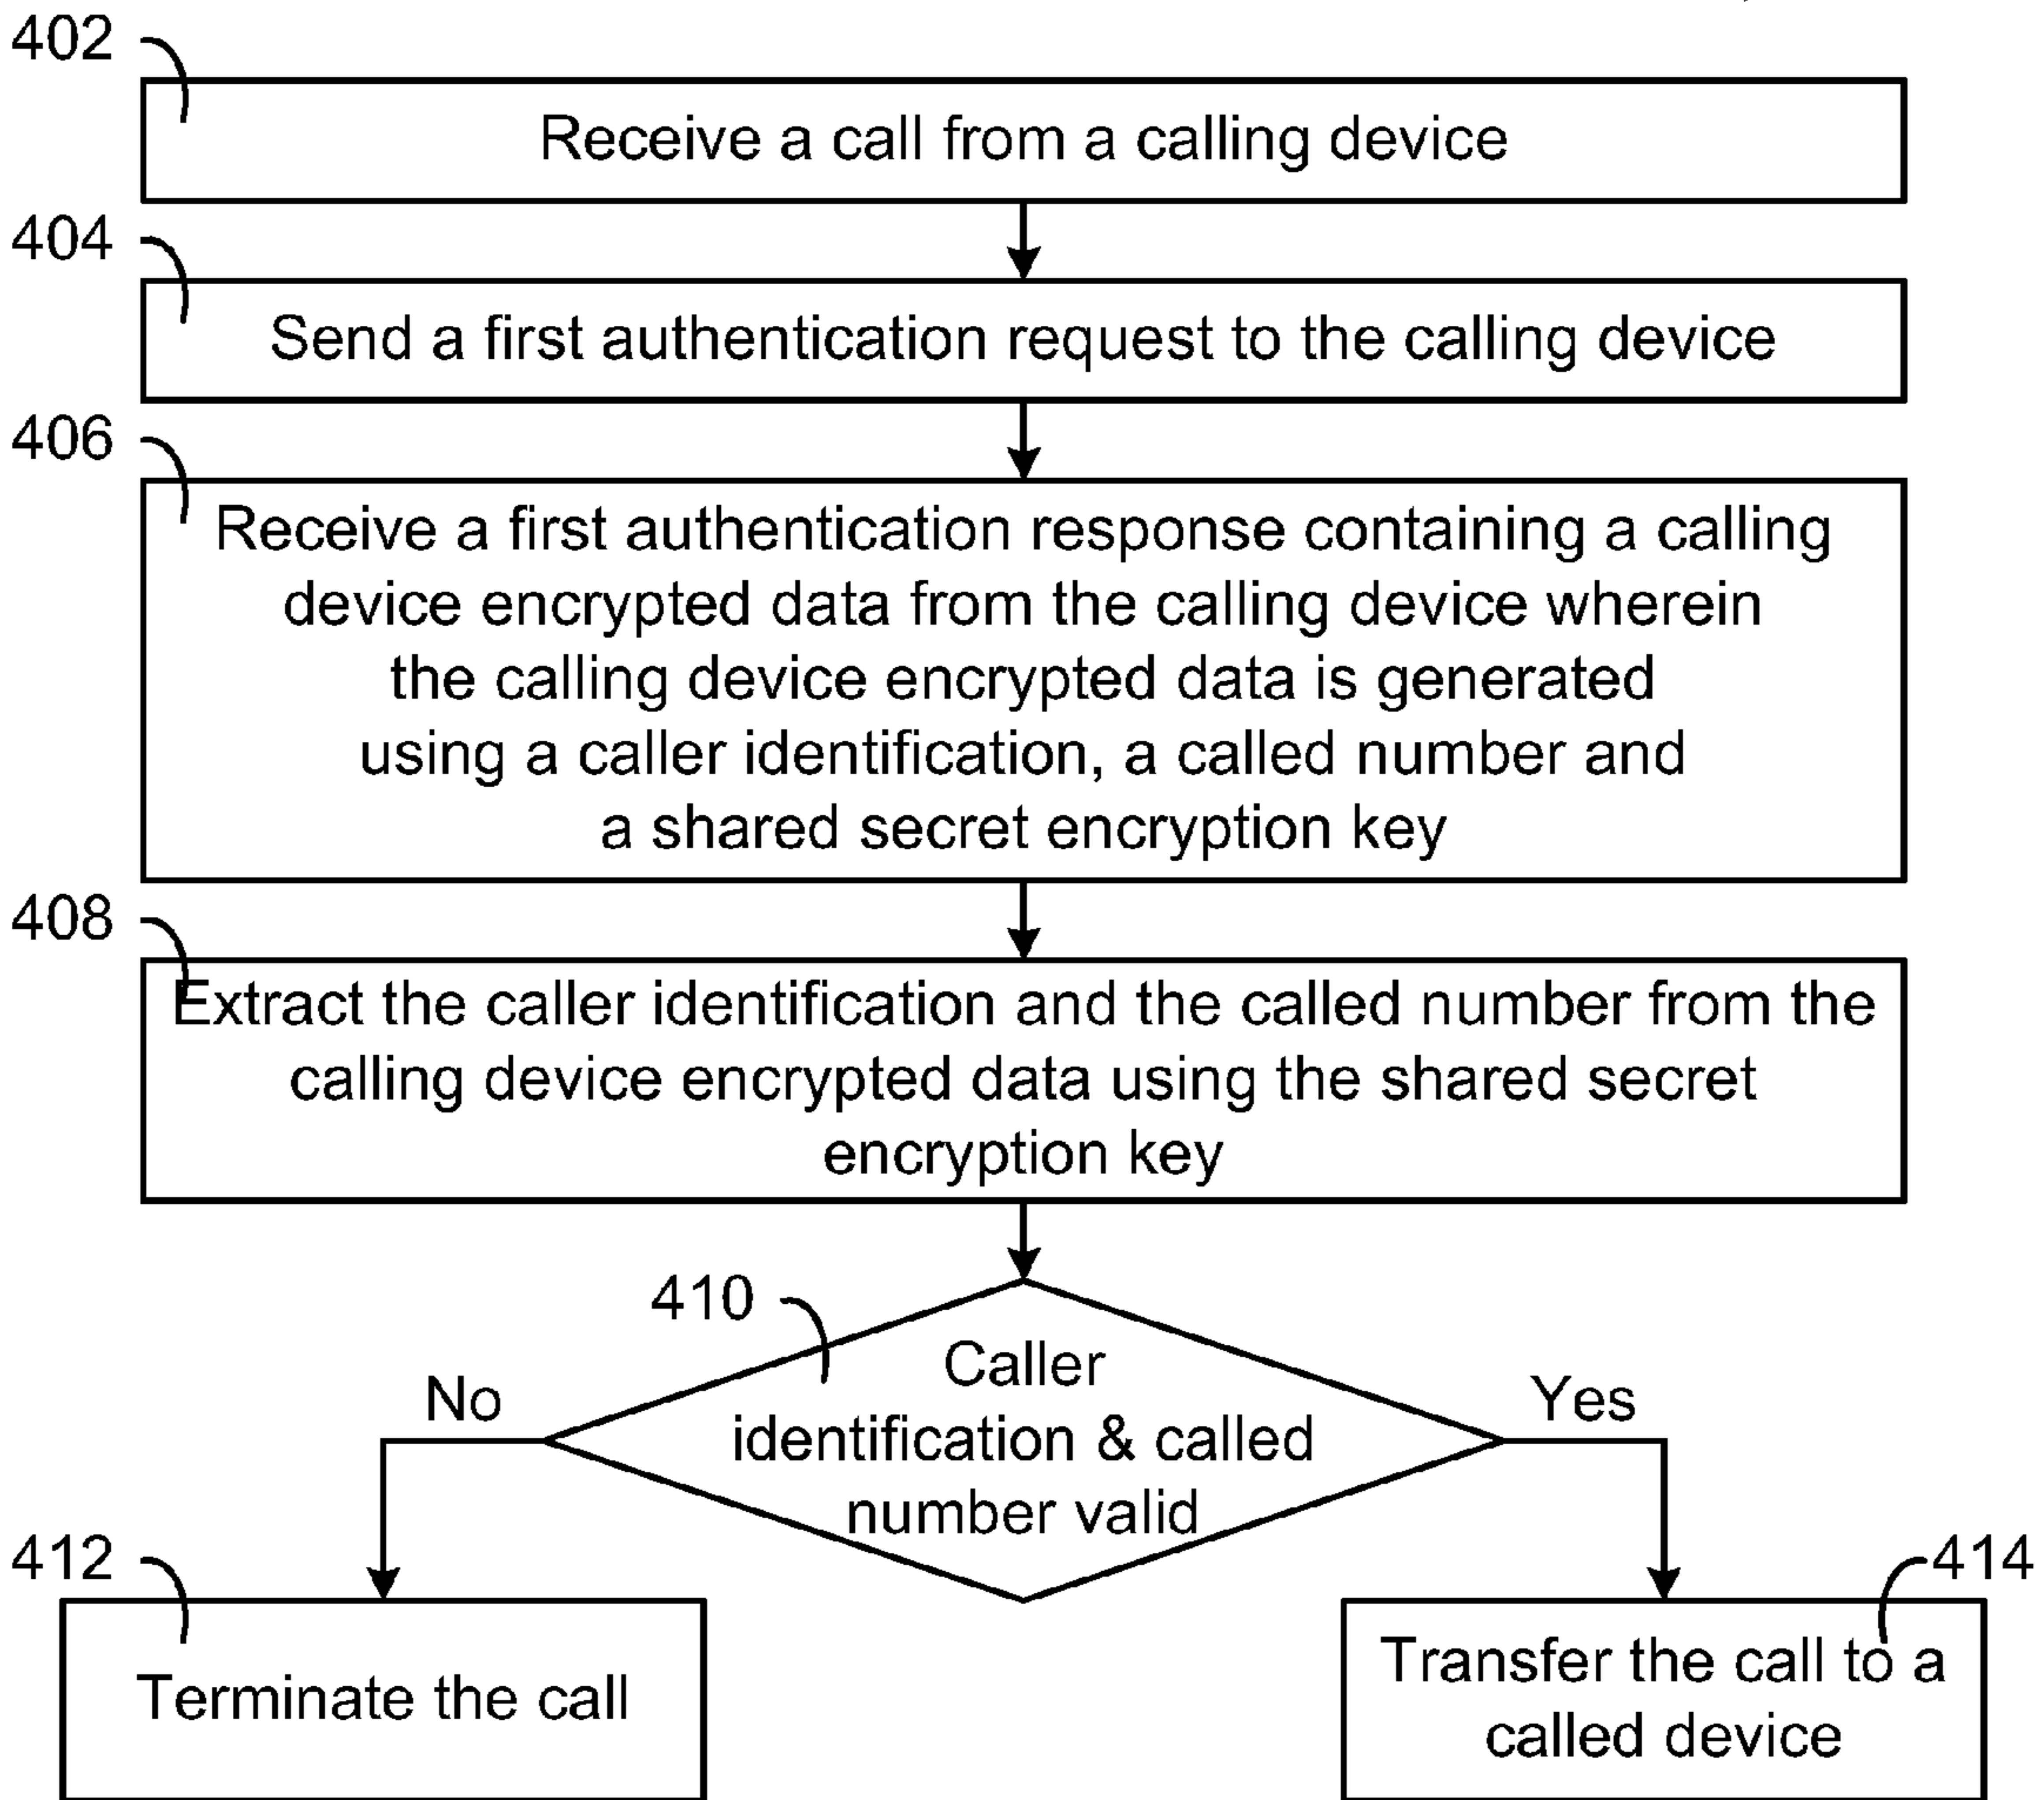 402
Receive a call from a calling device
404
Send a first authentication request to the calling device
406
Receive a first authentication response containing a calling
device encrypted data from the calling device wherein
the calling device encrypted data is generated
using a caller identification, a called number and
a shared secret encryption key
408
Extract the caller identification and the called number from the
calling device encrypted data using the shared secret
encryption key
410
Caller
identification & called
number valid
No
Yes
412
Terminate the call
414
Transfer the call to a
called device